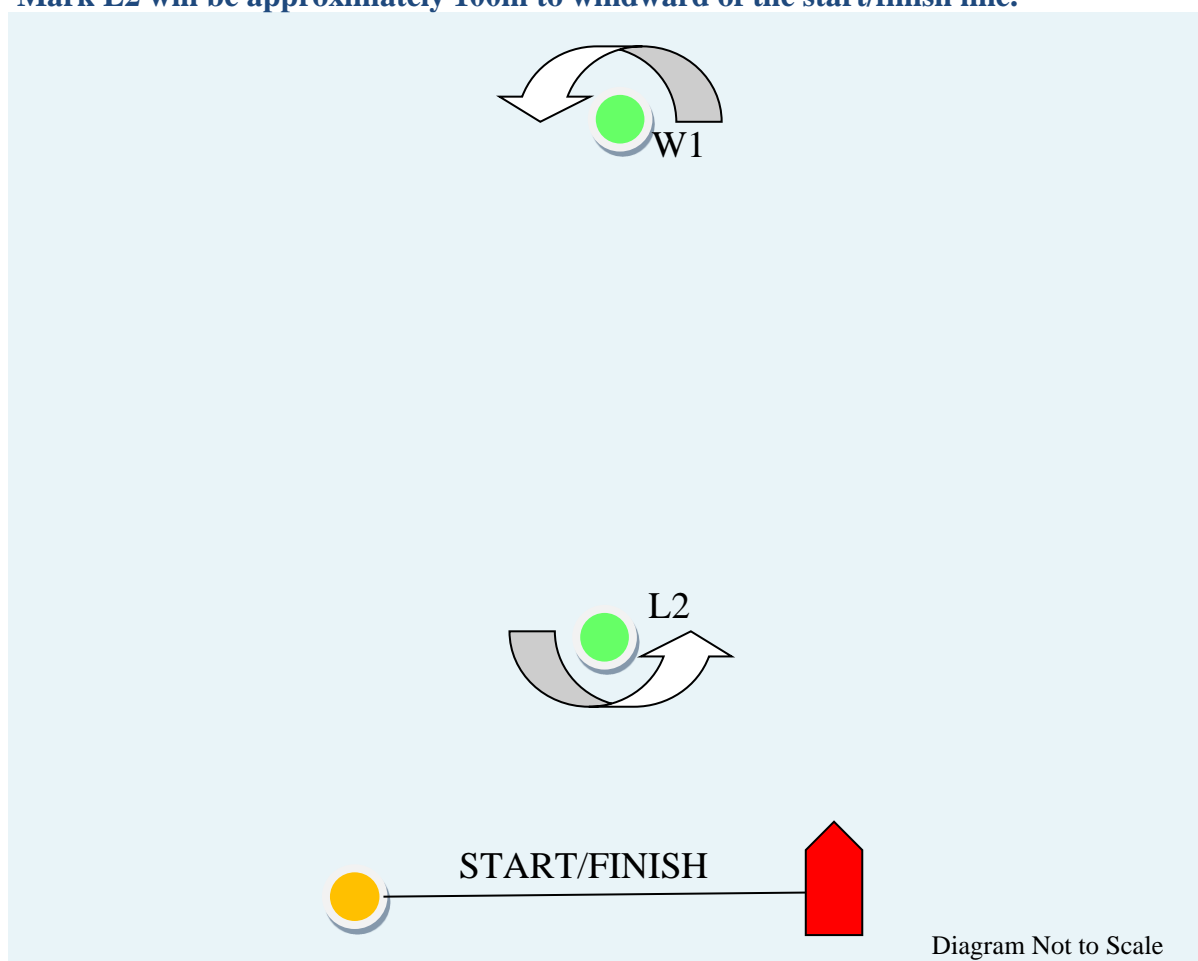 Mark L2 will be approximately 100m to windward of the start/finish line.
W1
L2
START/FINISH
Diagram Not to Scale